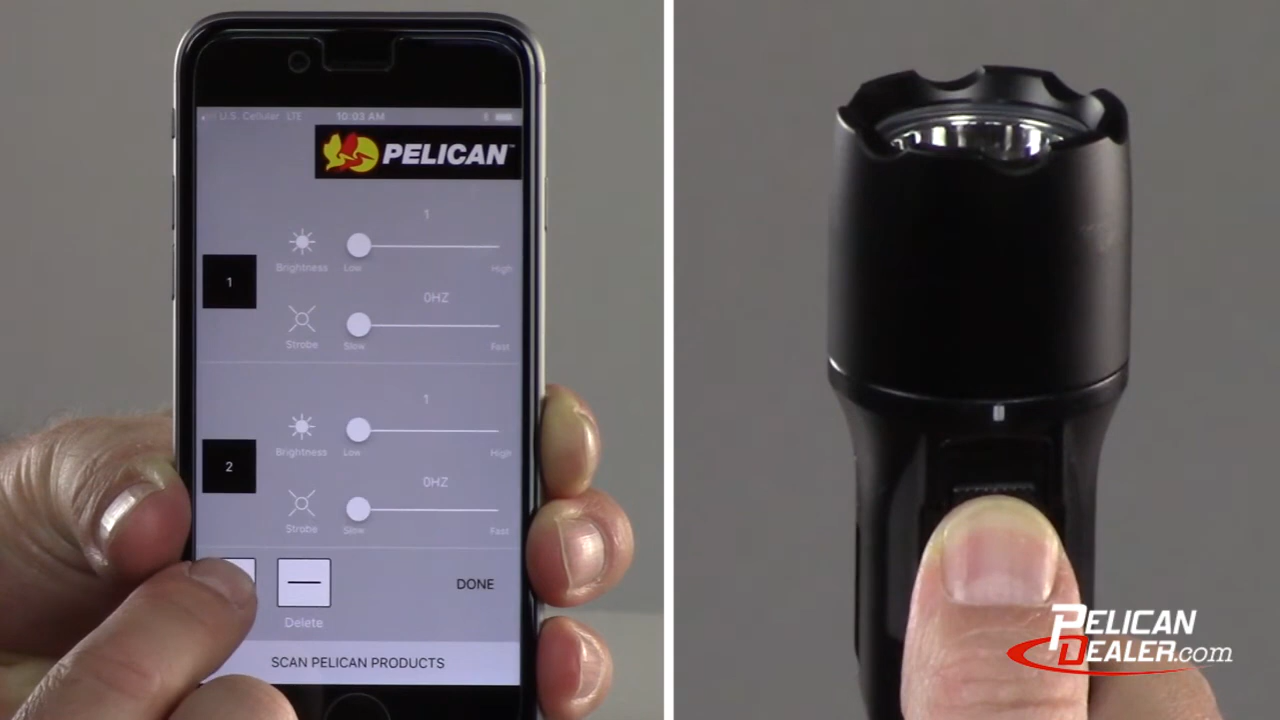 U.S. Cellular LTE 10:03 AM
PELICAN™
1
Brightness
Low High
1
0HZ
Strobe
Slow Fast
1
Brightness
Low High
2
0HZ
Strobe
Slow Fast
DONE
Delete
SCAN PELICAN PRODUCTS
PELICAN
DEALER.com